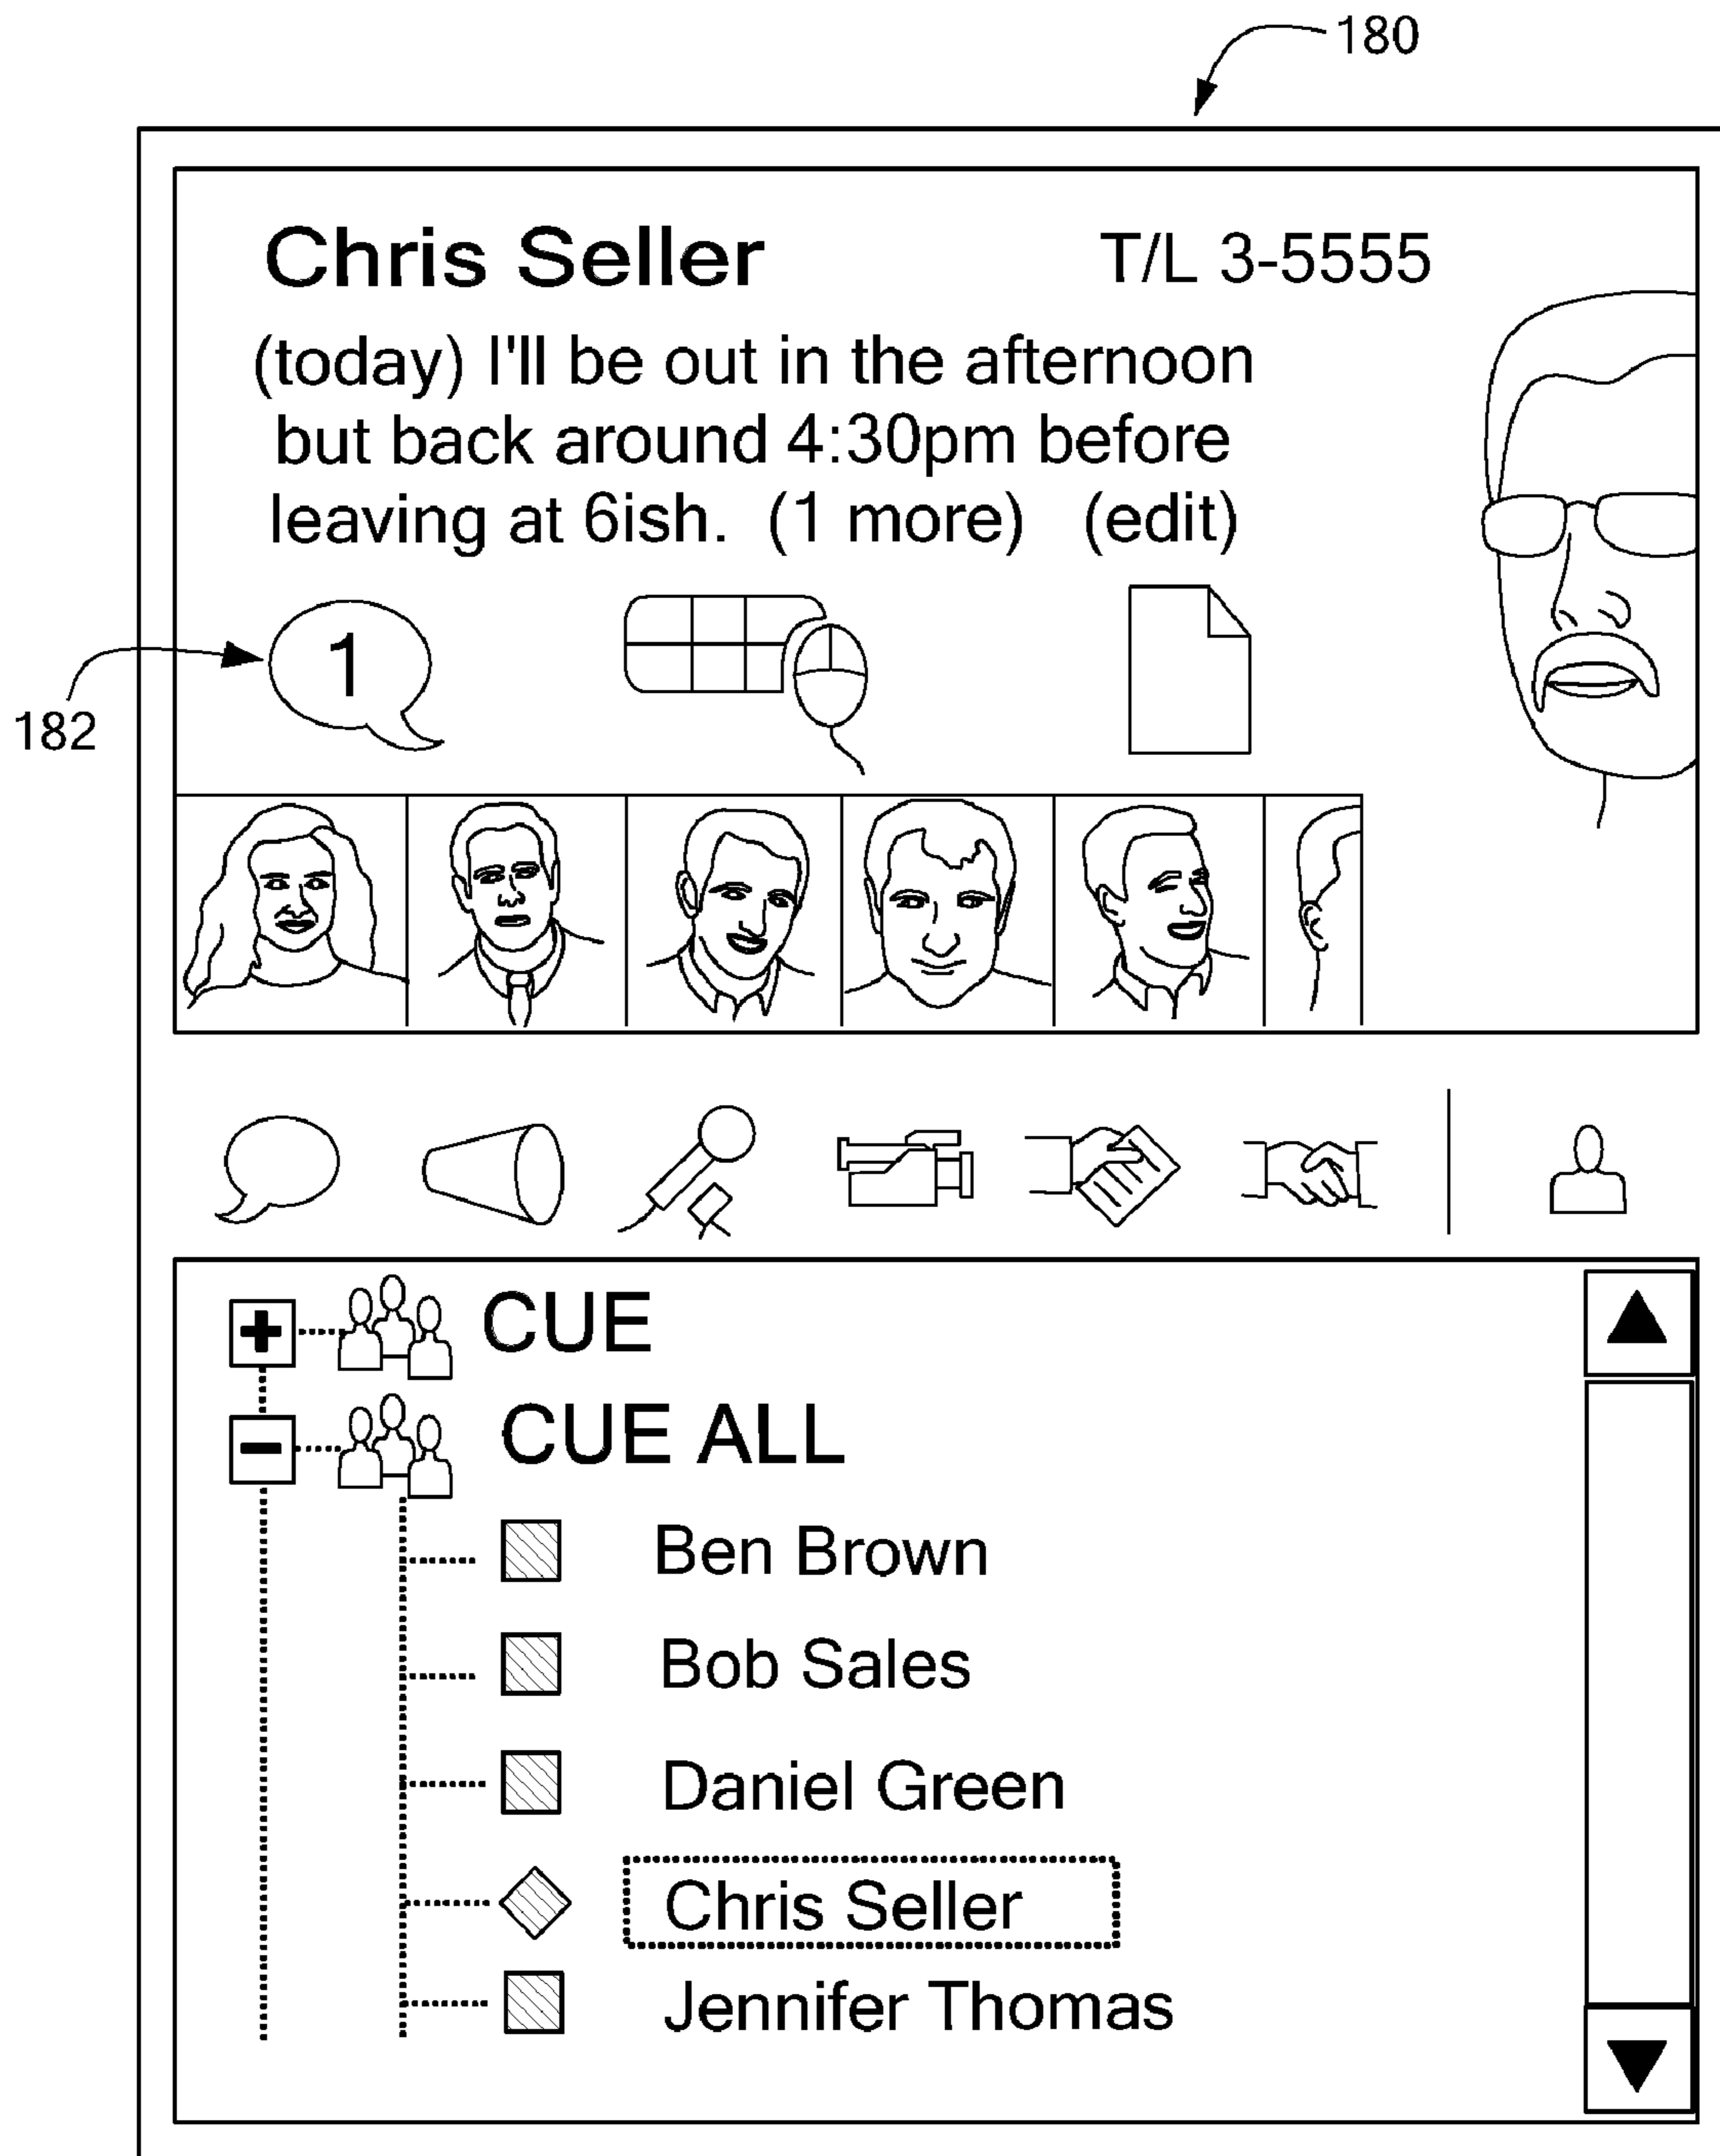 180
Chris Seller T/L 3-5555
(today) I'll be out in the afternoon
but back around 4:30pm before
leaving at 6ish. (1 more) (edit)
1
182
CUE
CUE ALL
Ben Brown
Bob Sales
Daniel Green
Chris Seller
Jennifer Thomas